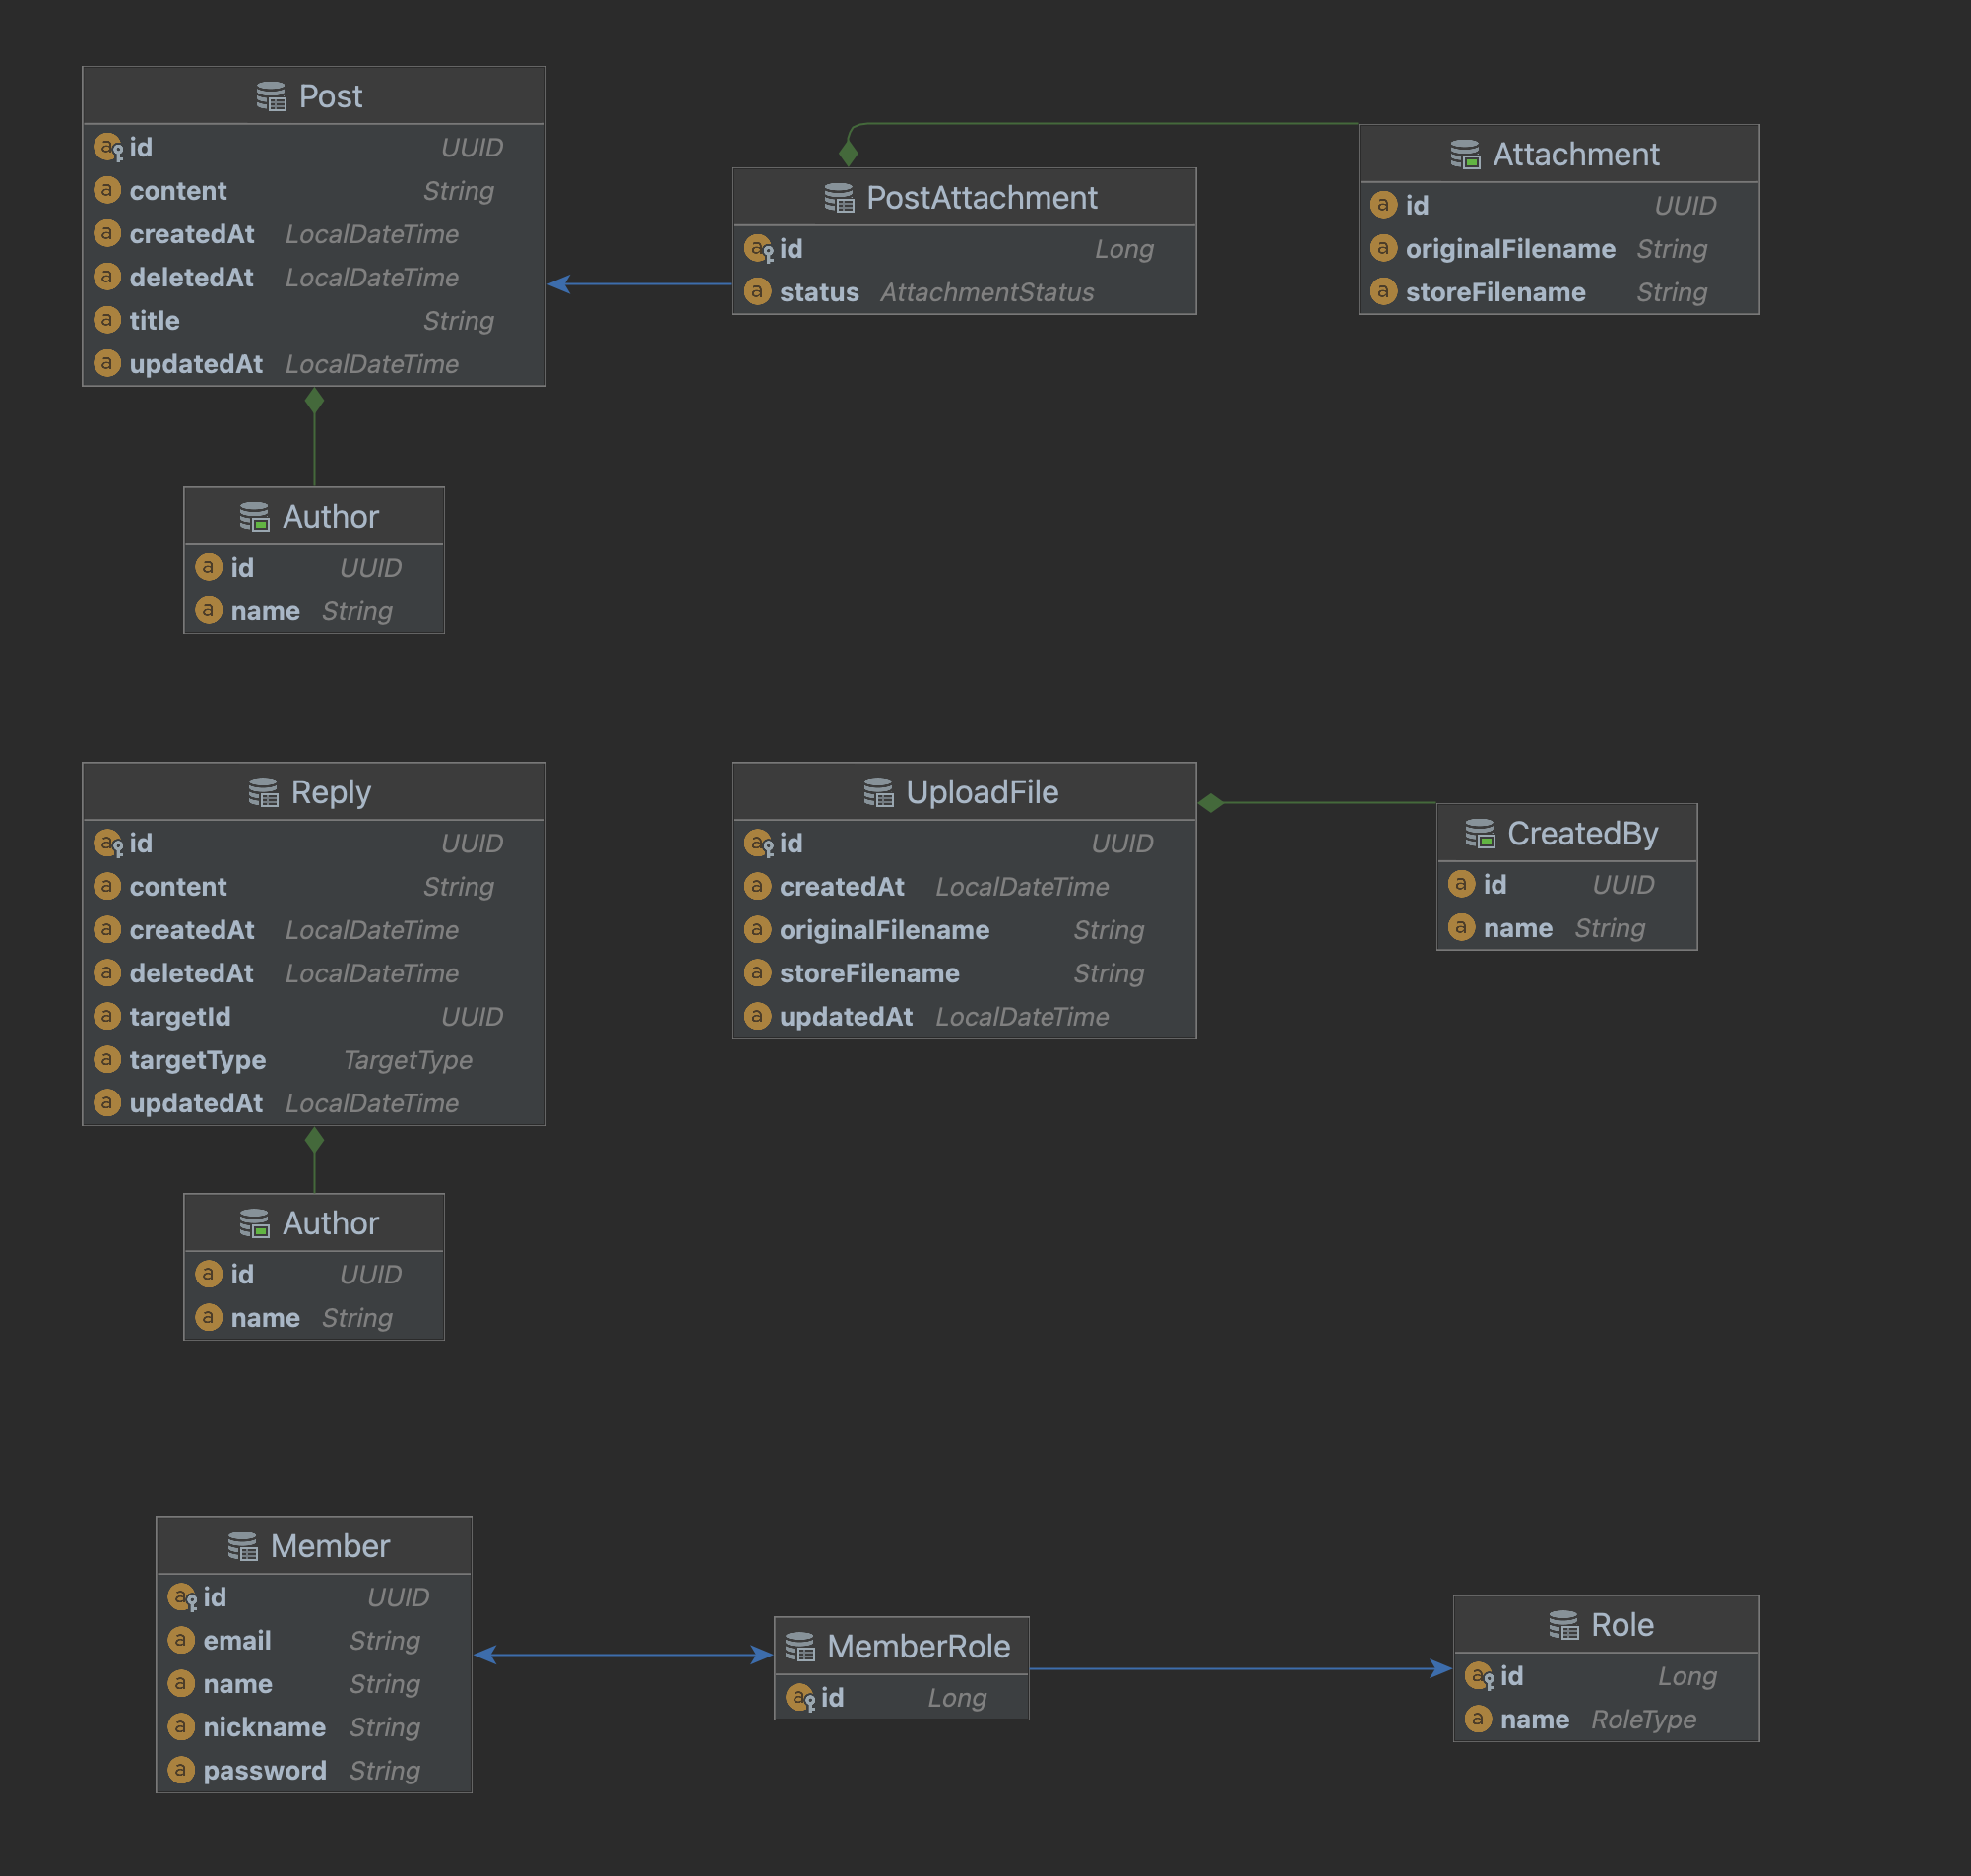 Post
id UUID
content String
createdAt LocalDateTime
deletedAt LocalDateTime
title String
updatedAt LocalDateTime
PostAttachment
id Long
status AttachmentStatus
Attachment
id UUID
originalFilename String
storeFilename String
Author
id UUID
name String
Reply
id UUID
content String
createdAt LocalDateTime
deletedAt LocalDateTime
targetId UUID
targetType TargetType
updatedAt LocalDateTime
UploadFile
id UUID
createdAt LocalDateTime
originalFilename String
storeFilename String
updatedAt LocalDateTime
CreatedBy
id UUID
name String
Author
id UUID
name String
Member
id UUID
email String
name String
nickname String
password String
MemberRole
id Long
Role
id Long
name RoleType